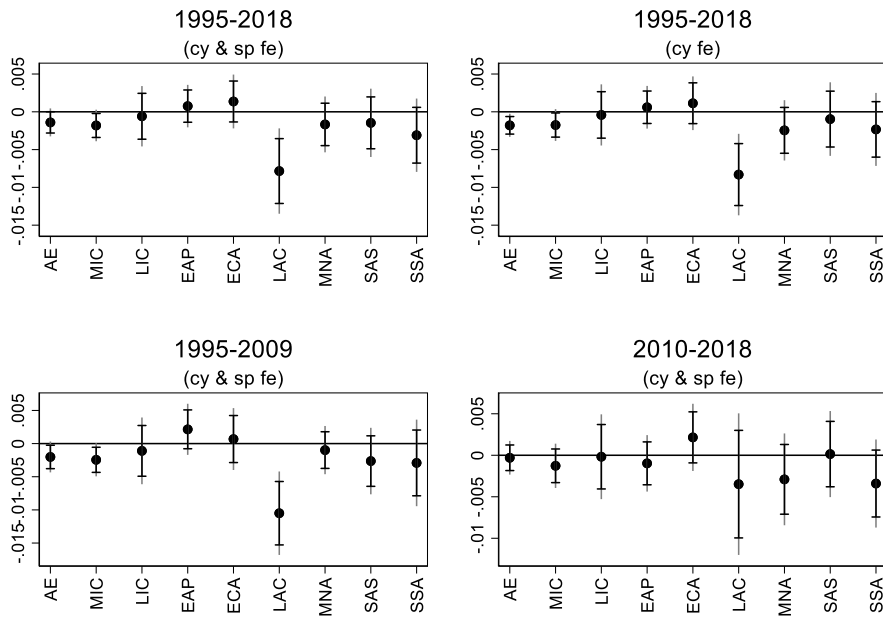 1995-2018
(cy & sp fe)
.005
0
-.005
-.01
-.015
AE
MIC
LIC
EAP
ECA
LAC
MNA
SAS
SSA
1995-2018
(cy fe)
.005
0
-.005
-.01
-.015
AE
MIC
LIC
EAP
ECA
LAC
MNA
SAS
SSA
1995-2009
(cy & sp fe)
.005
0
-.005
-.01
-.015
AE
MIC
LIC
EAP
ECA
LAC
MNA
SAS
SSA
2010-2018
(cy & sp fe)
.005
0
-.005
-.01
AE
MIC
LIC
EAP
ECA
LAC
MNA
SAS
SSA